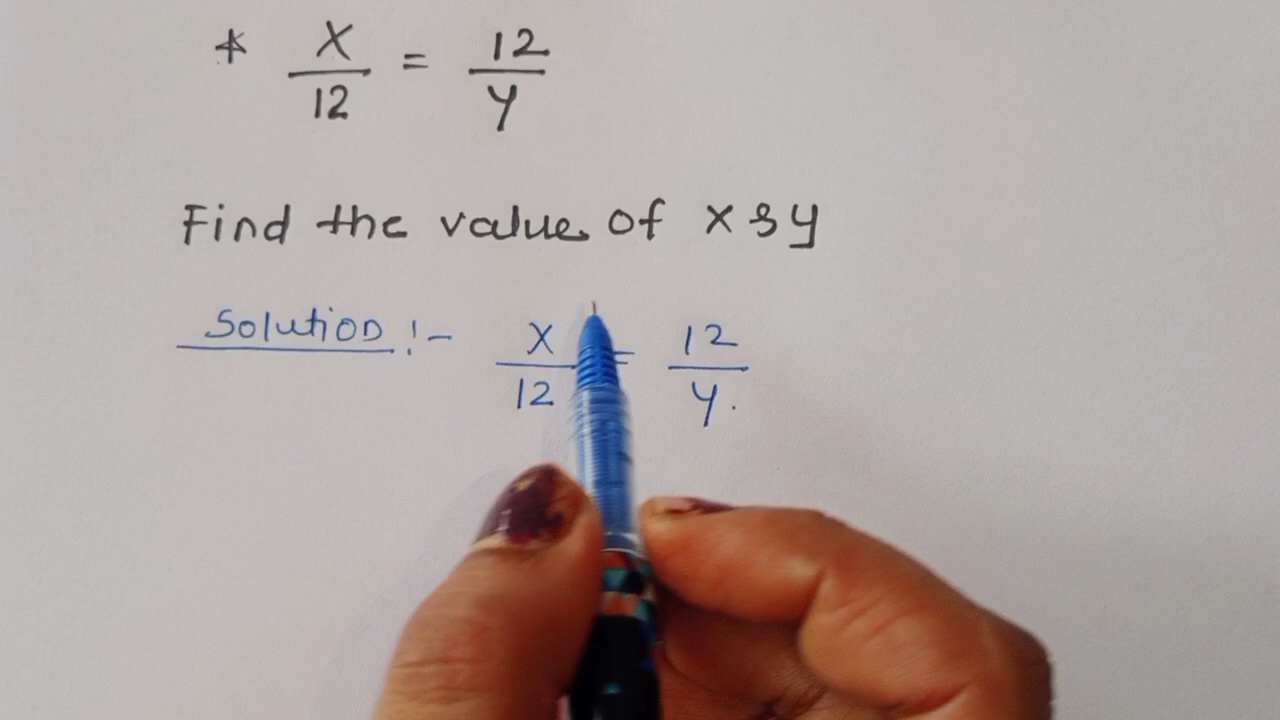 * X/12 = 12/Y
Find the value of x & y
Solution :- X/12 = 12/Y.